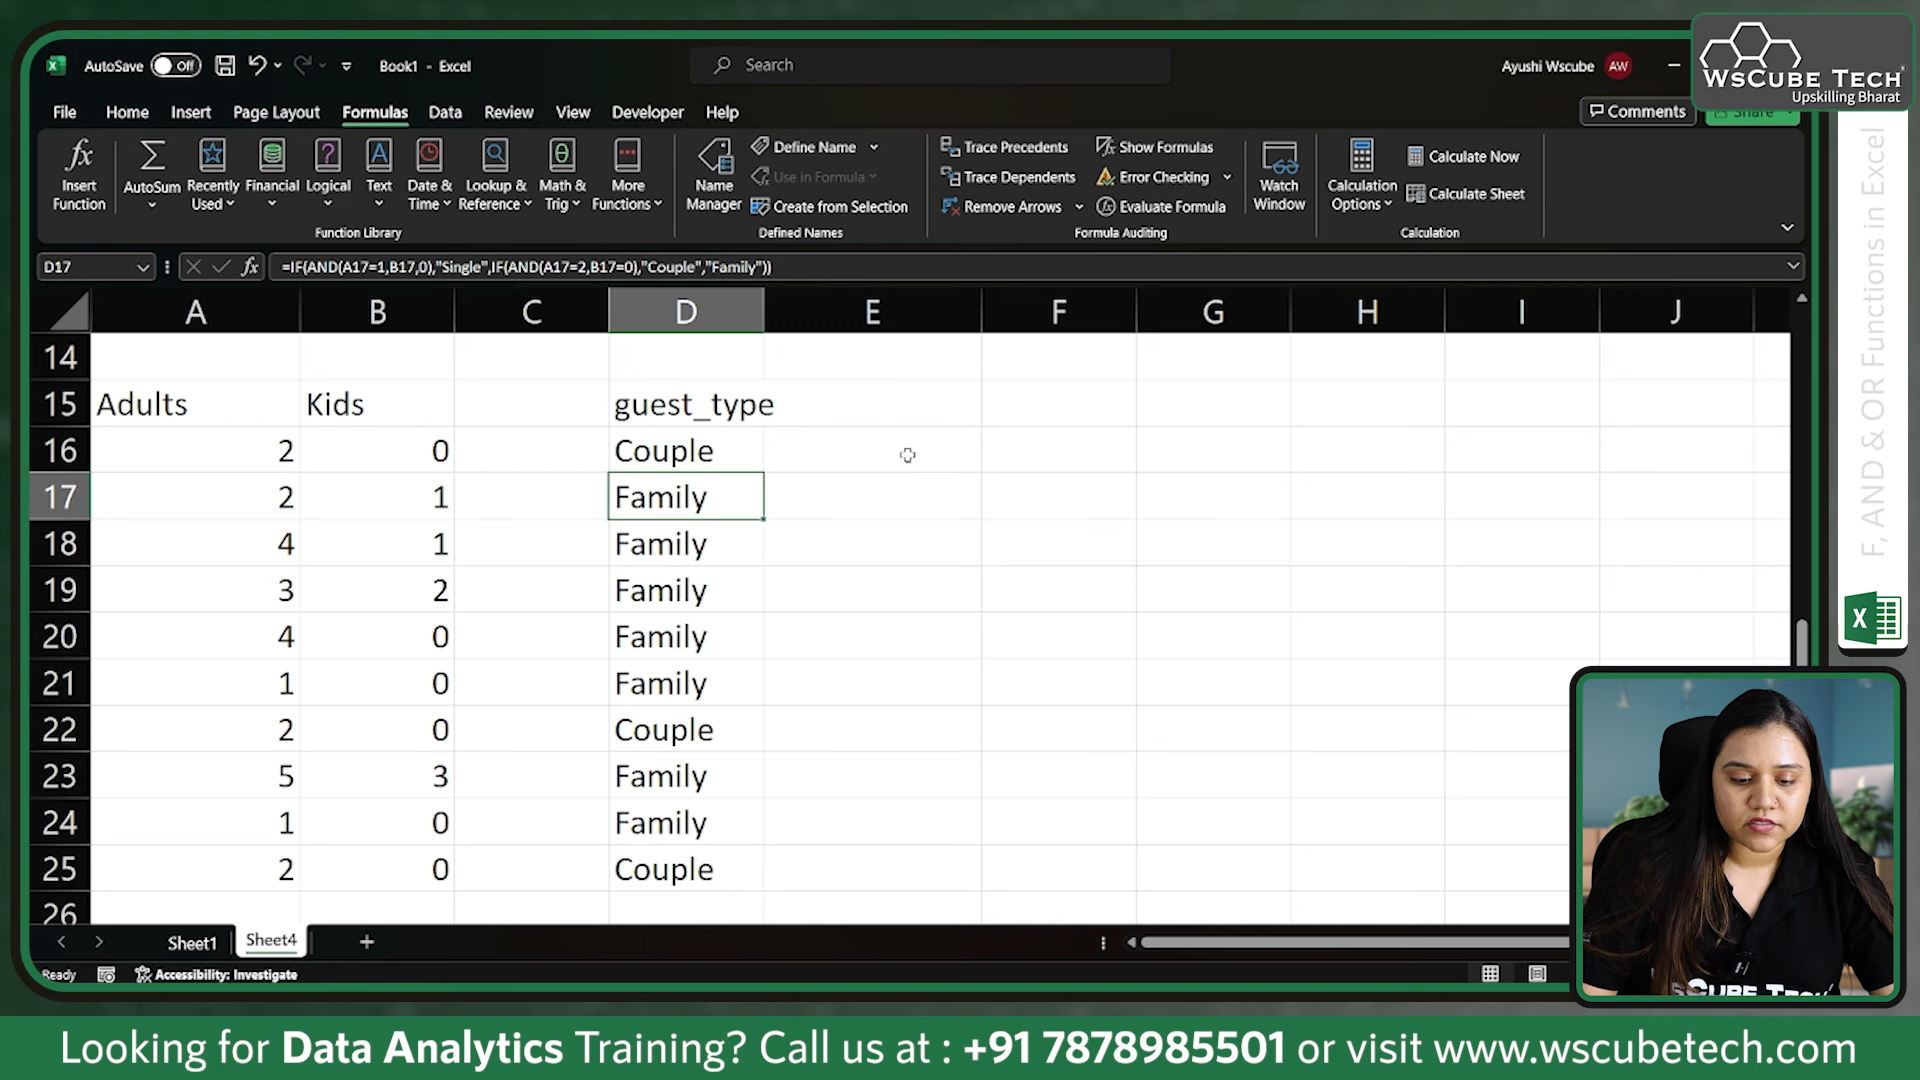 WsCube Tech
Upskilling Bharat
AutoSave Off Book1 - Excel Search Ayushi Wscube AW
File Home Insert Page Layout Formulas Data Review View Developer Help Comments Share
Insert Function
AutoSum
Recently Used
Financial
Logical
Text
Date & Time
Lookup & Reference
Math & Trig
More Functions
Function Library
Name Manager
Define Name
Use in Formula
Create from Selection
Defined Names
Trace Precedents
Trace Dependents
Remove Arrows
Show Formulas
Error Checking
Evaluate Formula
Formula Auditing
Watch Window
Calculation Options
Calculate Now
Calculate Sheet
Calculation
D17 fx =IF(AND(A17=1,B17,0),"Single",IF(AND(A17=2,B17=0),"Couple","Family"))
A B C D E F G H I J
14
15 Adults Kids guest_type
16 2 0 Couple
17 2 1 Family
18 4 1 Family
19 3 2 Family
20 4 0 Family
21 1 0 Family
22 2 0 Couple
23 5 3 Family
24 1 0 Family
25 2 0 Couple
26
Sheet1 Sheet4
Ready Accessibility: Investigate
F, AND & OR Functions in Excel
Looking for Data Analytics Training? Call us at : +91 7878985501 or visit www.wscubetech.com